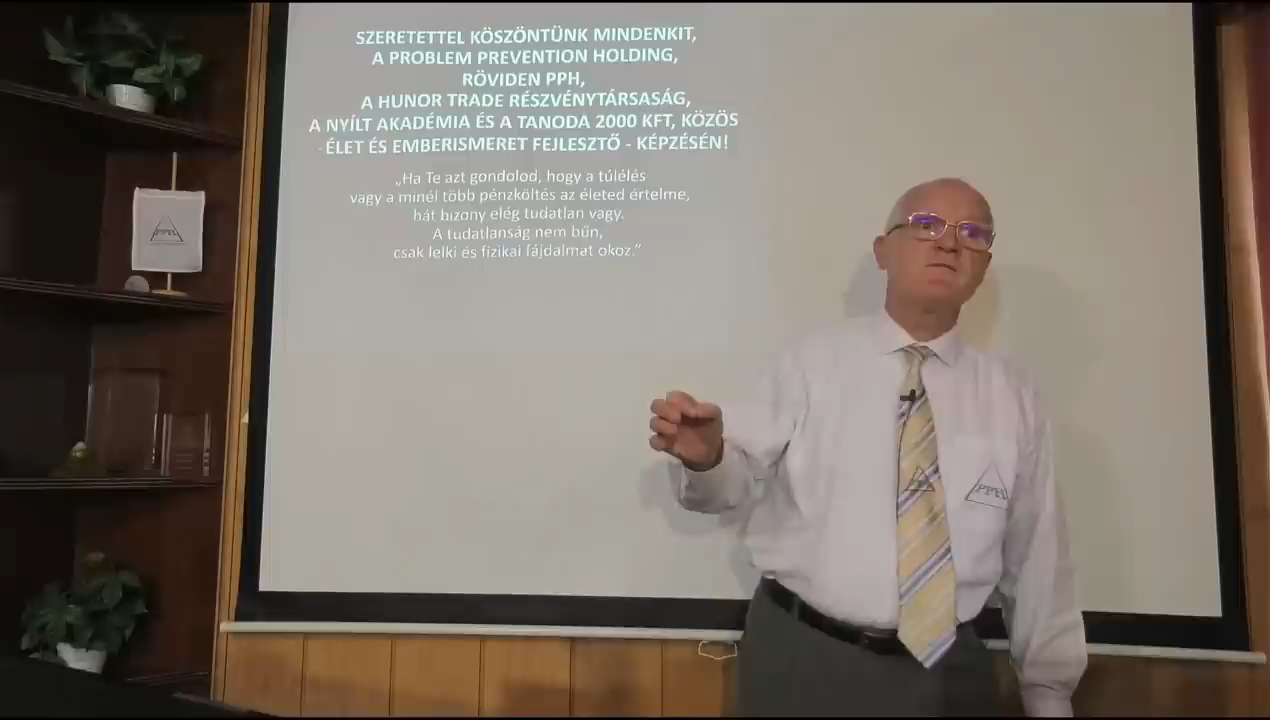 SZERETETTEL KÖSZÖNTÜNK MINDENKIT,
A PROBLEM PREVENTION HOLDING,
RÖVIDEN PPH,
A HUNOR TRADE RÉSZVÉNYTÁRSASÁG,
A NYÍLT AKADÉMIA ÉS A TANODA 2000 KFT, KÖZÖS
- ÉLET ÉS EMBERISMERET FEJLESZTŐ - KÉPZÉSÉN!
„Ha Te azt gondolod, hogy a túlélés
vagy a minél több pénzköltés az életed értelme,
hát bizony elég tudatlan vagy.
A tudatlanság nem bűn,
csak lelki és fizikai fájdalmat okoz.”
PPH
PPH